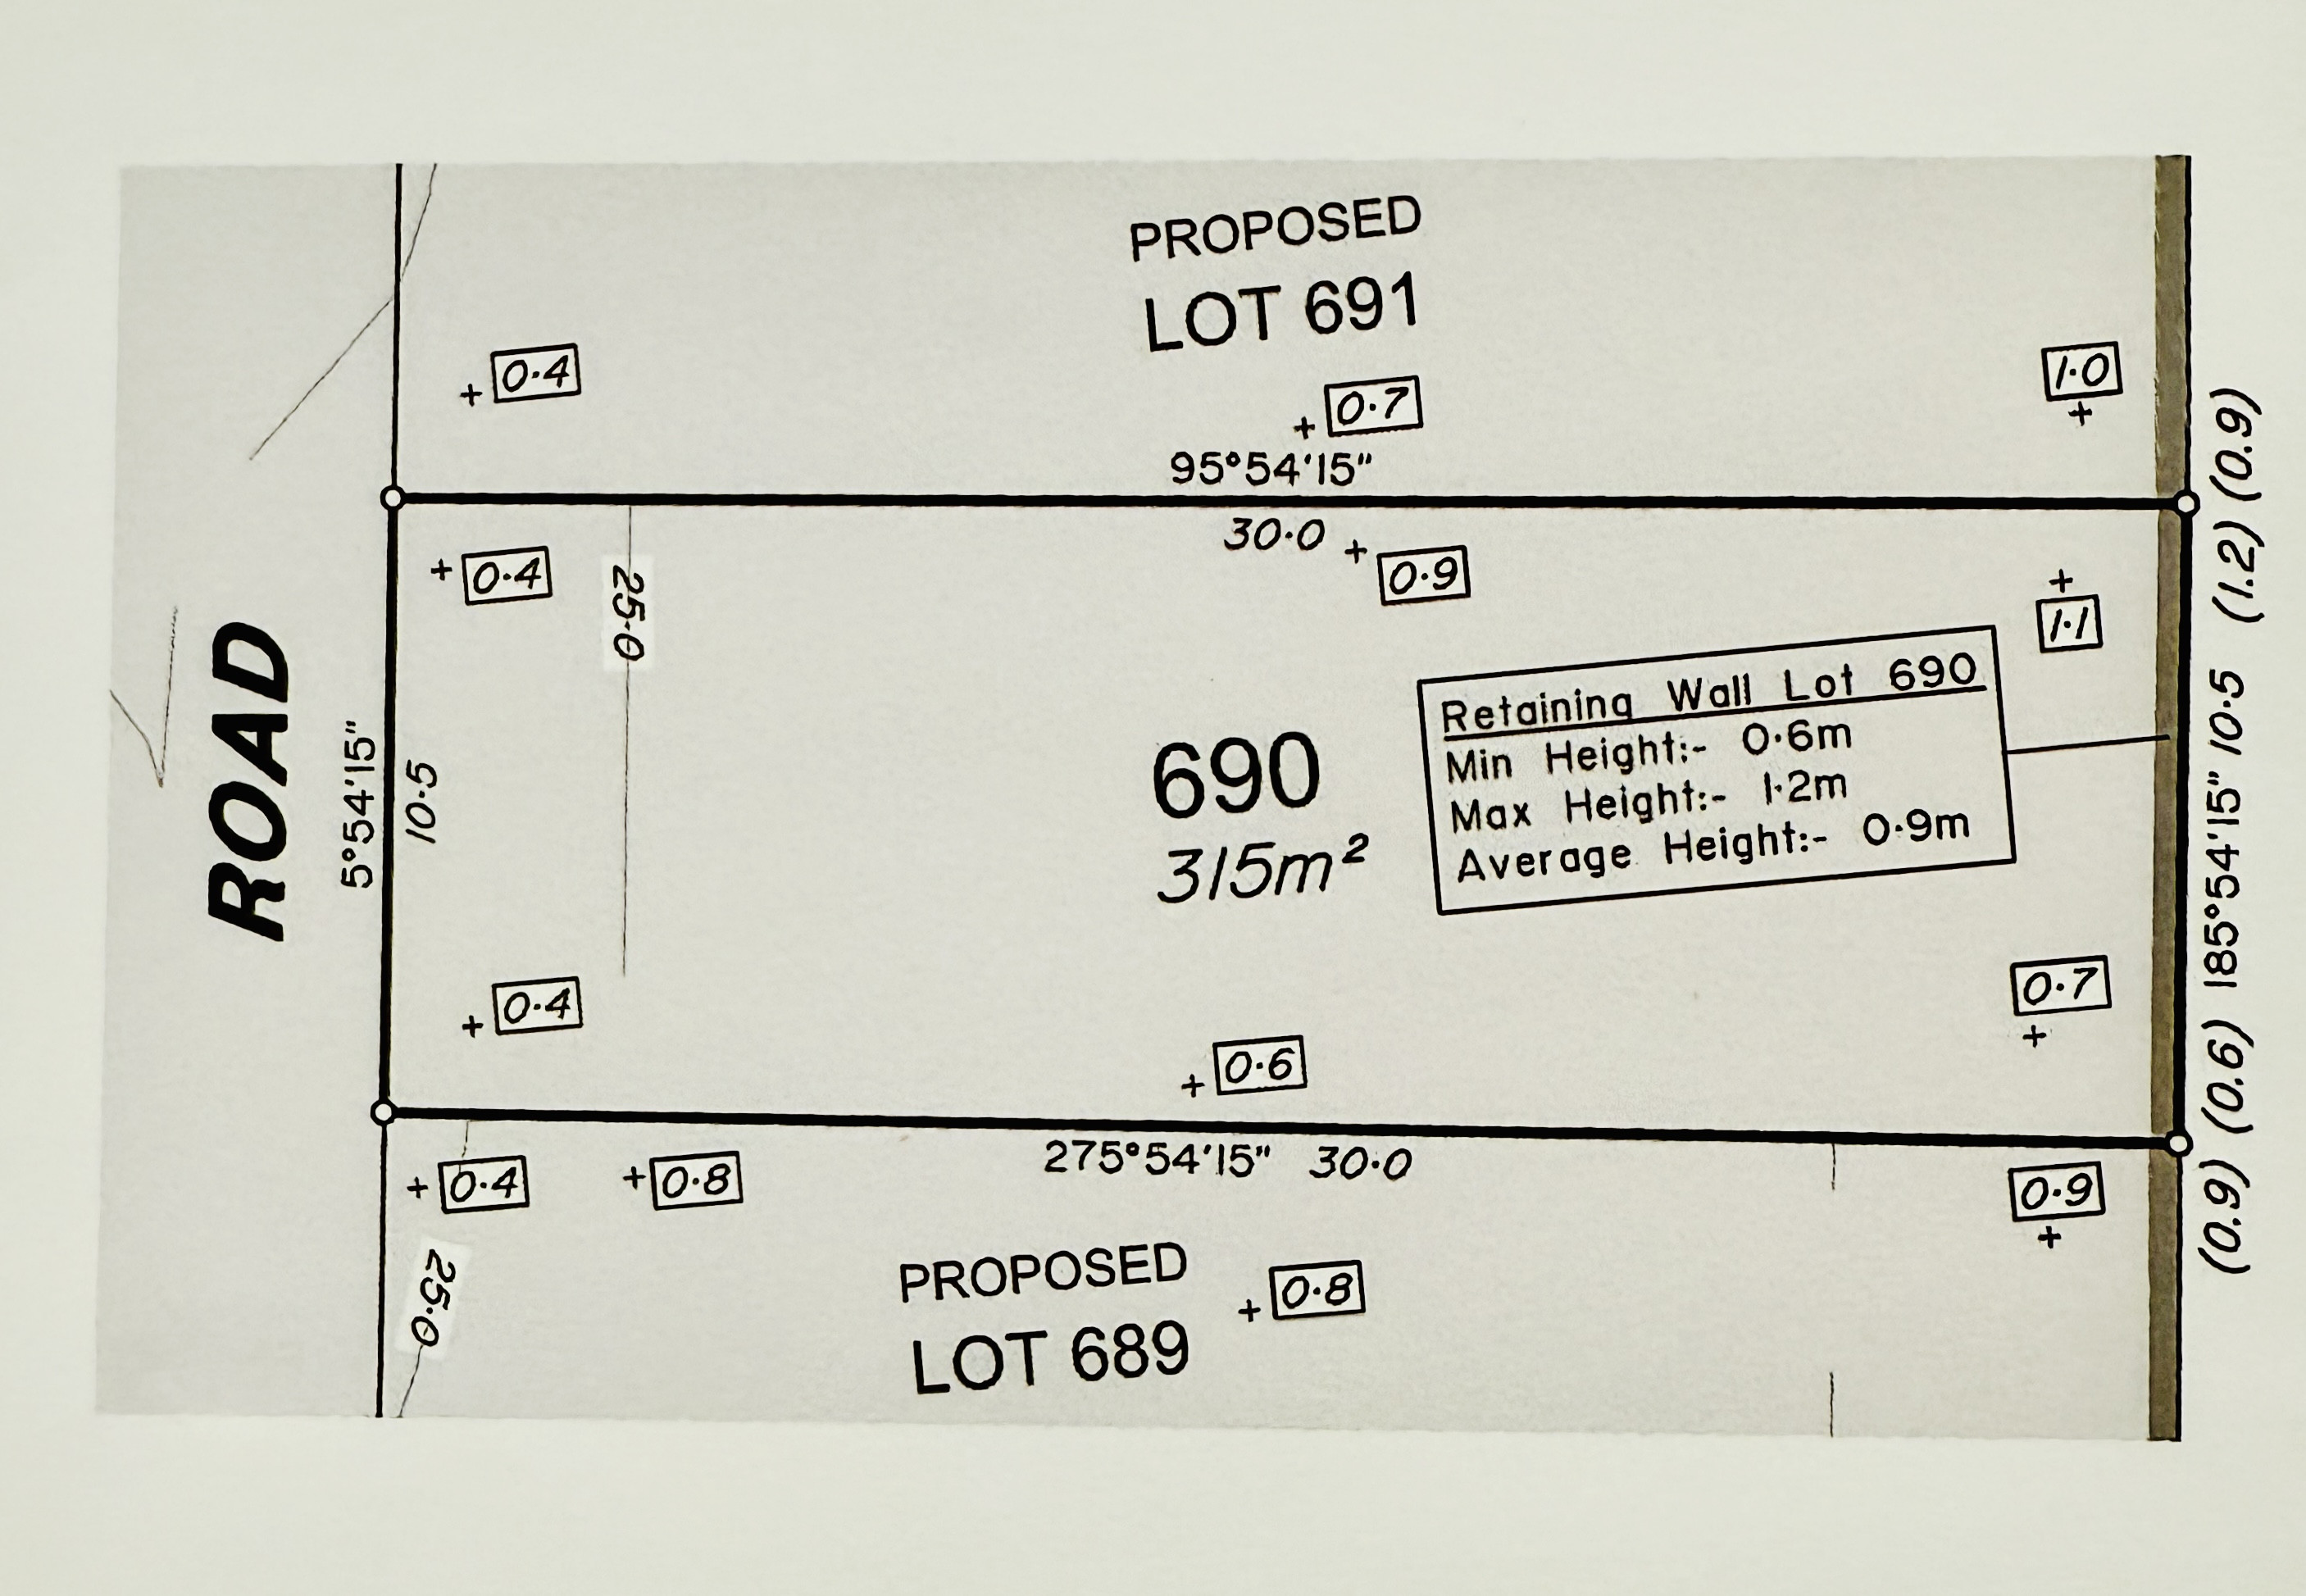 PROPOSED
LOT 691
0·4
0·7
1·0
95°54'15"
30·0
0·4
25·0
0·9
1·1
(1.2) (0.9)
ROAD
5°54'15"
10·5
690
315m²
Retaining Wall Lot 690
Min Height:- 0·6m
Max Height:- 1·2m
Average Height:- 0·9m
(0.9) (0.6) 185°54'15" 10·5
0·4
0·6
0·7
275°54'15" 30·0
0·4
0·8
0·9
25·0
PROPOSED
LOT 689
0·8